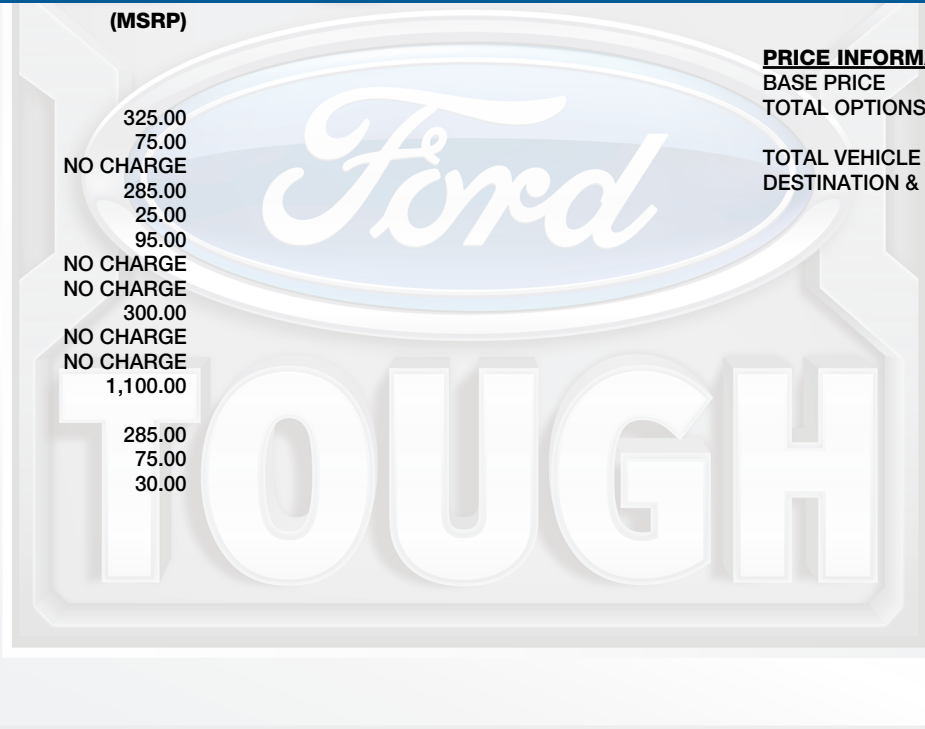 (MSRP)
325.00
75.00
NO CHARGE
285.00
25.00
95.00
NO CHARGE
NO CHARGE
300.00
NO CHARGE
NO CHARGE
1,100.00
285.00
75.00
30.00
PRICE INFORMA
BASE PRICE
TOTAL OPTIONS
TOTAL VEHICLE
DESTINATION &
Ford
TOUGH